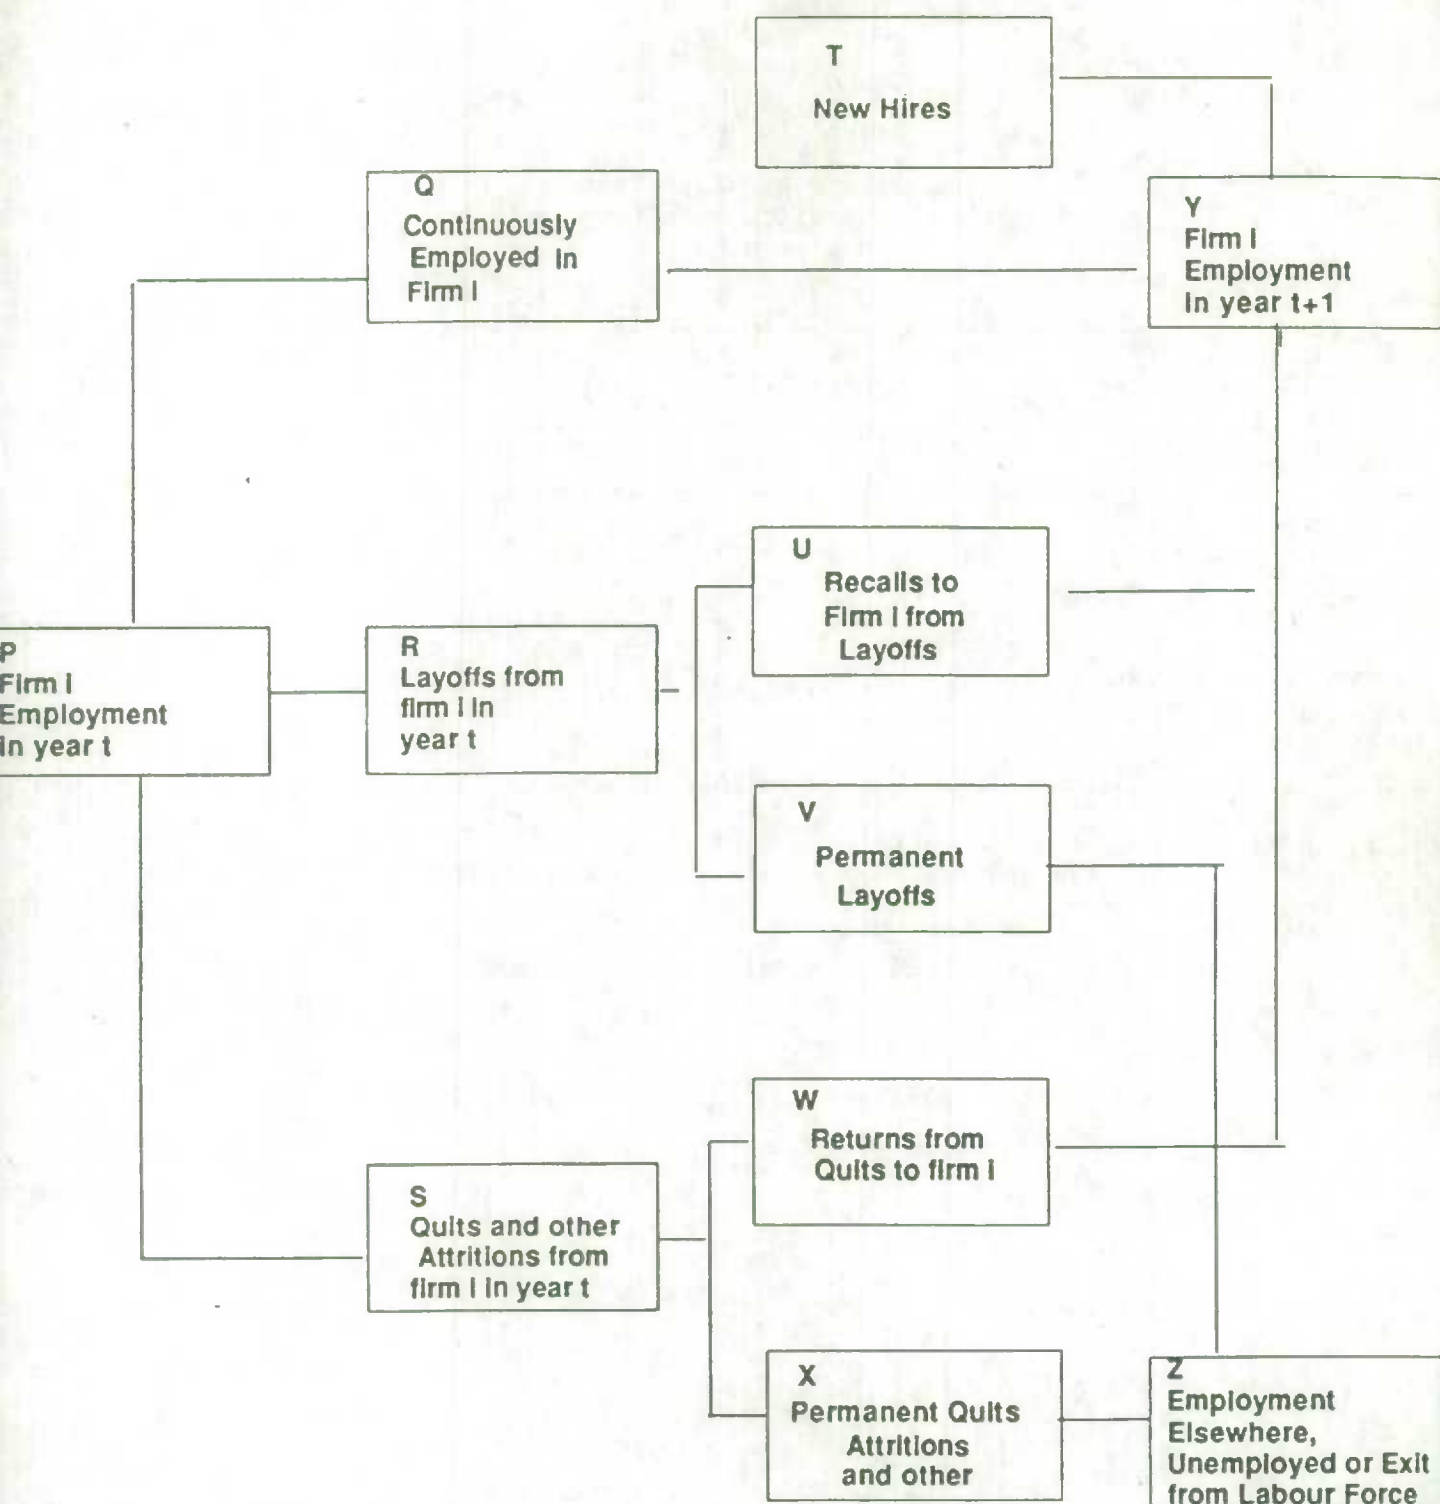 T
New Hires
Q
Continuously
Employed in
Firm i
Y
Firm i
Employment
in year t+1
U
Recalls to
Firm i from
Layoffs
P
Firm i
Employment
in year t
R
Layoffs from
firm i in
year t
V
Permanent
Layoffs
W
Returns from
Quits to firm i
S
Quits and other
Attritions from
firm i in year t
X
Permanent Quits
Attritions
and other
Z
Employment
Elsewhere,
Unemployed or Exit
from Labour Force